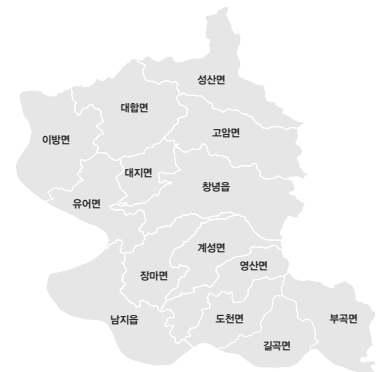 성산면
대합면
고암면
이방면
대지면
창녕읍
유어면
계성면
영산면
장마면
남지읍
도천면
부곡면
길곡면